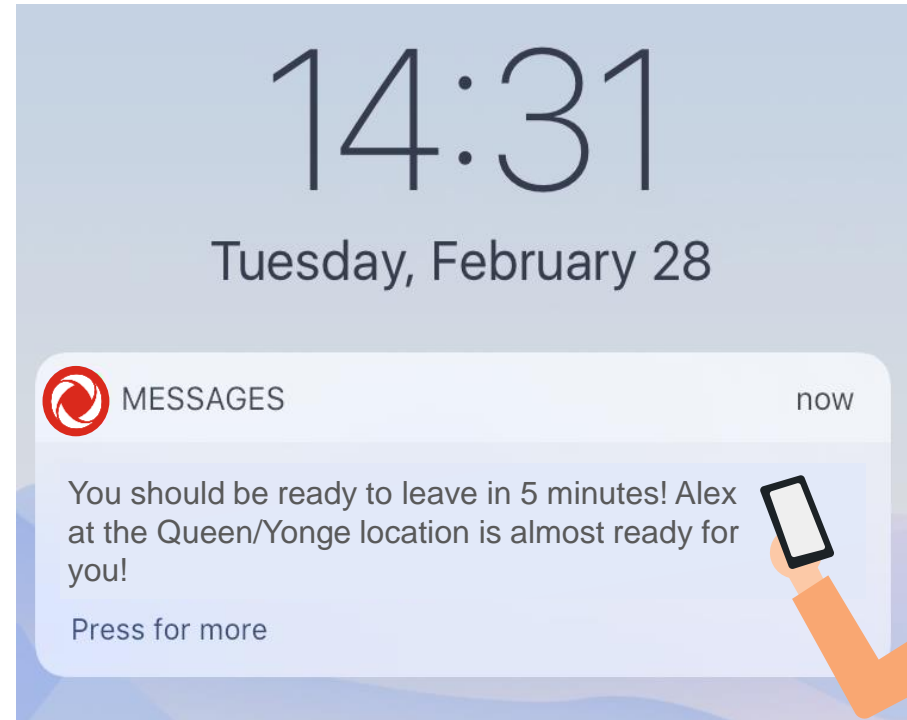 14:31
Tuesday, February 28
MESSAGES now
You should be ready to leave in 5 minutes! Alex
at the Queen/Yonge location is almost ready for
you!
Press for more